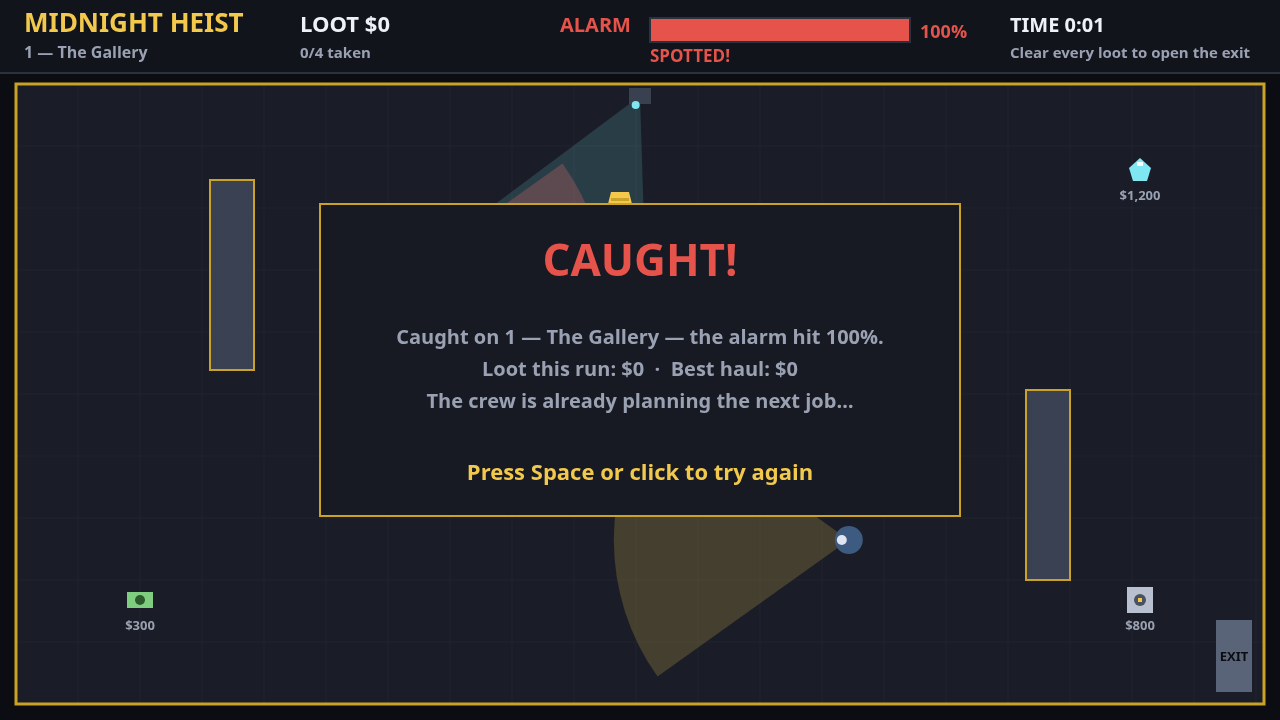 MIDNIGHT HEIST
1 — The Gallery
LOOT $0
0/4 taken
ALARM
100%
SPOTTED!
TIME 0:01
Clear every loot to open the exit
$1,200
CAUGHT!
Caught on 1 — The Gallery — the alarm hit 100%.
Loot this run: $0 · Best haul: $0
The crew is already planning the next job...
Press Space or click to try again
$300
$800
EXIT